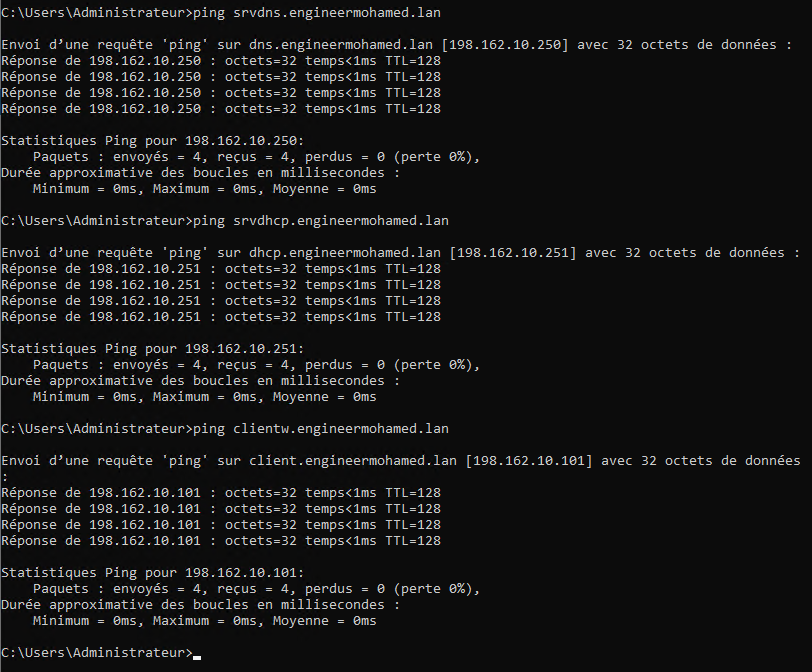 C:\Users\Administrateur>ping srvdns.engineermohamed.lan
Envoi d’une requête 'ping' sur dns.engineermohamed.lan [198.162.10.250] avec 32 octets de données :
Réponse de 198.162.10.250 : octets=32 temps<1ms TTL=128
Réponse de 198.162.10.250 : octets=32 temps<1ms TTL=128
Réponse de 198.162.10.250 : octets=32 temps<1ms TTL=128
Réponse de 198.162.10.250 : octets=32 temps<1ms TTL=128
Statistiques Ping pour 198.162.10.250:
    Paquets : envoyés = 4, reçus = 4, perdus = 0 (perte 0%),
Durée approximative des boucles en millisecondes :
    Minimum = 0ms, Maximum = 0ms, Moyenne = 0ms
C:\Users\Administrateur>ping srvdhcp.engineermohamed.lan
Envoi d’une requête 'ping' sur dhcp.engineermohamed.lan [198.162.10.251] avec 32 octets de données :
Réponse de 198.162.10.251 : octets=32 temps<1ms TTL=128
Réponse de 198.162.10.251 : octets=32 temps<1ms TTL=128
Réponse de 198.162.10.251 : octets=32 temps<1ms TTL=128
Réponse de 198.162.10.251 : octets=32 temps<1ms TTL=128
Statistiques Ping pour 198.162.10.251:
    Paquets : envoyés = 4, reçus = 4, perdus = 0 (perte 0%),
Durée approximative des boucles en millisecondes :
    Minimum = 0ms, Maximum = 0ms, Moyenne = 0ms
C:\Users\Administrateur>ping clientw.engineermohamed.lan
Envoi d’une requête 'ping' sur client.engineermohamed.lan [198.162.10.101] avec 32 octets de données
:
Réponse de 198.162.10.101 : octets=32 temps<1ms TTL=128
Réponse de 198.162.10.101 : octets=32 temps<1ms TTL=128
Réponse de 198.162.10.101 : octets=32 temps<1ms TTL=128
Réponse de 198.162.10.101 : octets=32 temps<1ms TTL=128
Statistiques Ping pour 198.162.10.101:
    Paquets : envoyés = 4, reçus = 4, perdus = 0 (perte 0%),
Durée approximative des boucles en millisecondes :
    Minimum = 0ms, Maximum = 0ms, Moyenne = 0ms
C:\Users\Administrateur>